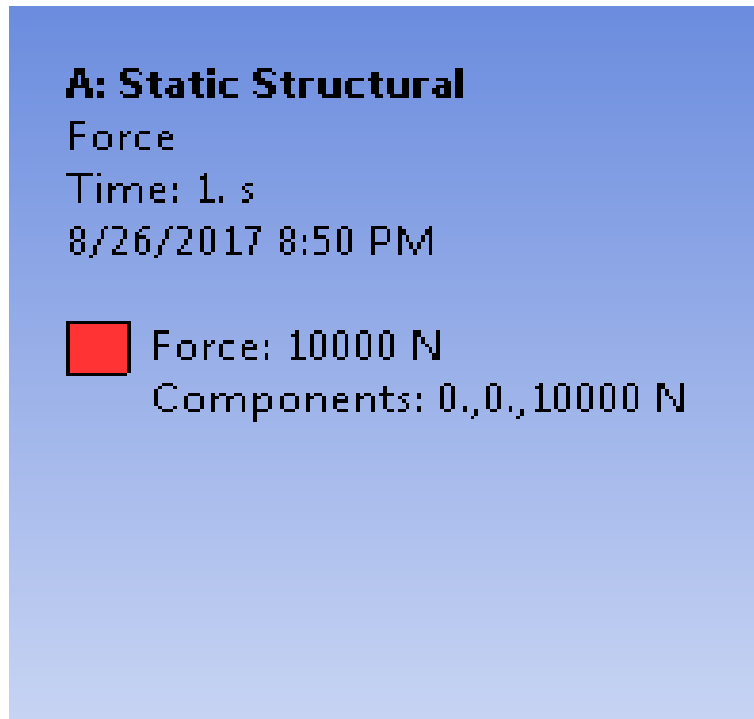 A: Static Structural
Force
Time: 1. s
8/26/2017 8:50 PM
Force: 10000 N
Components: 0.,0.,10000 N